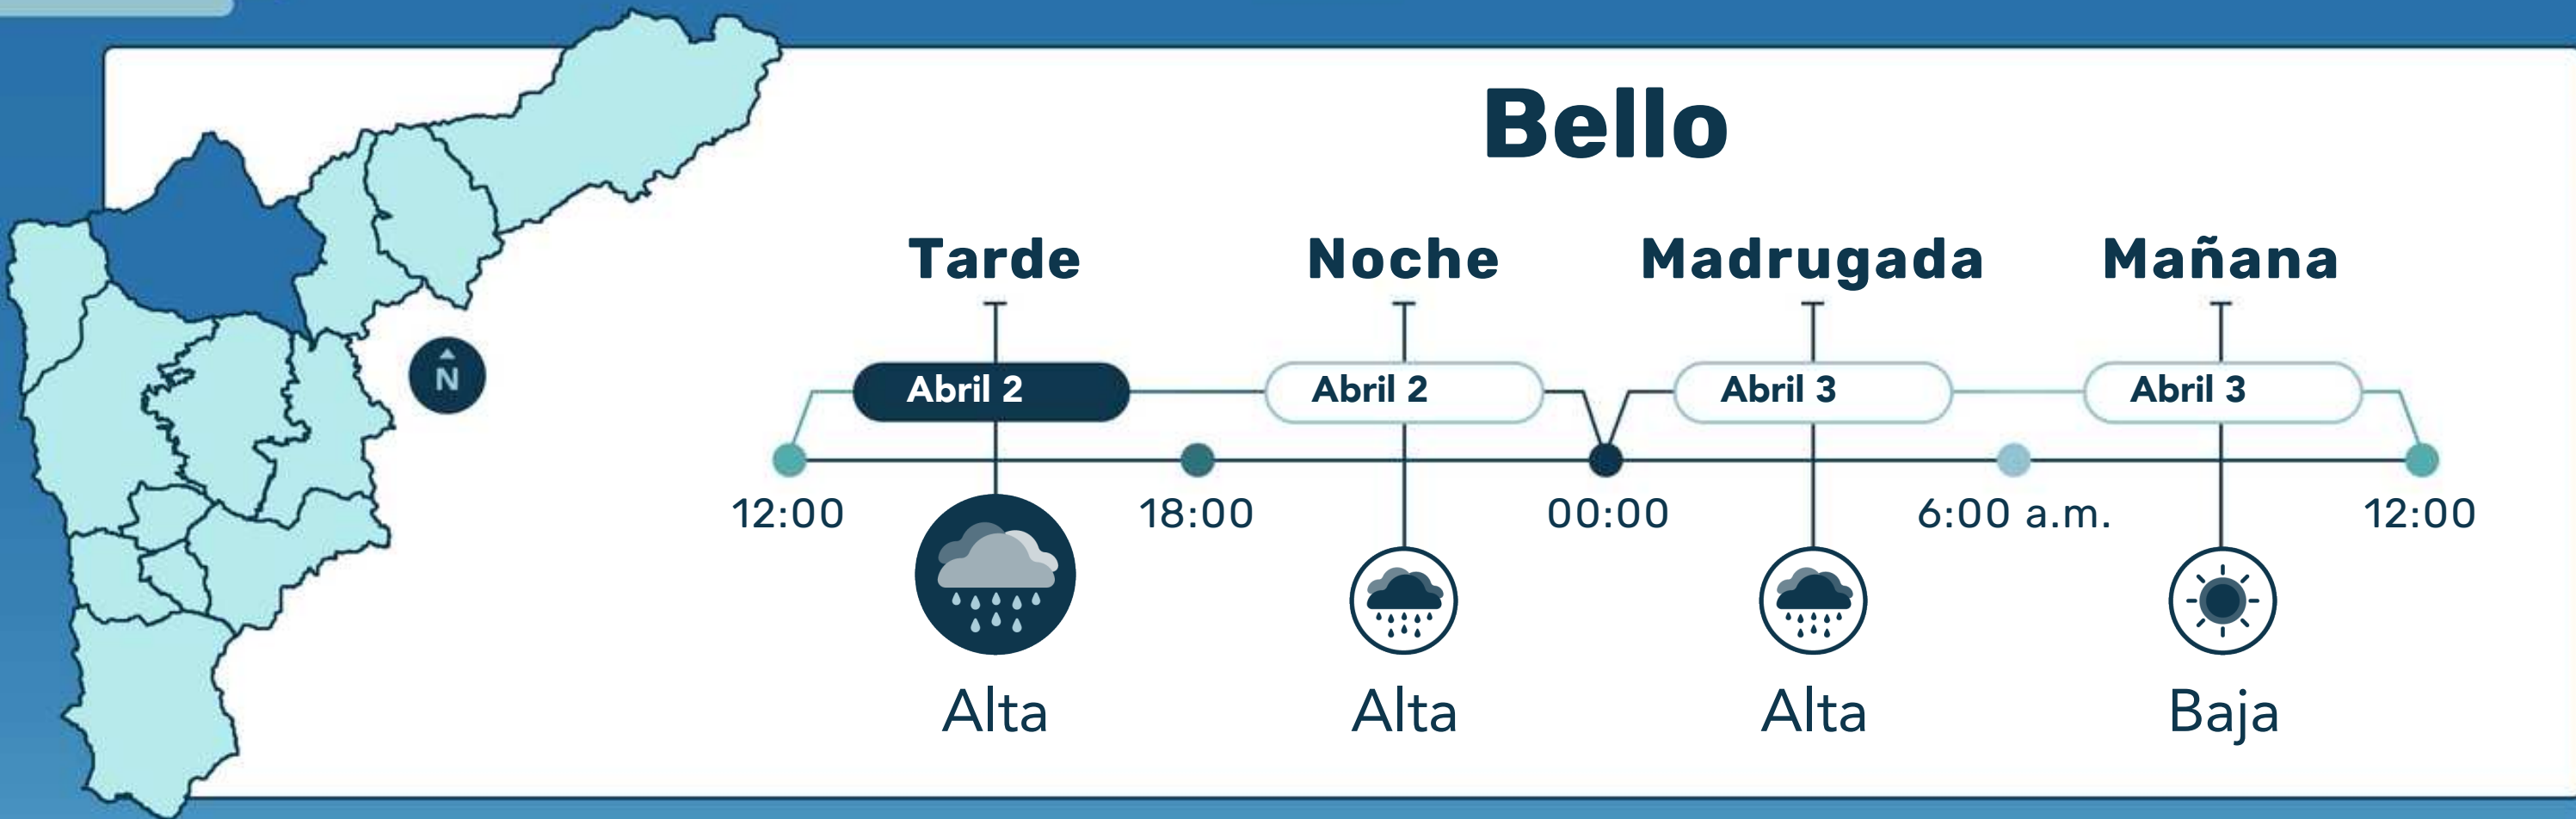 Bello
Tarde
Noche
Madrugada
Mañana
N
Abril 2
Abril 2
Abril 3
Abril 3
12:00
18:00
00:00
6:00 a.m.
12:00
Alta
Alta
Alta
Baja